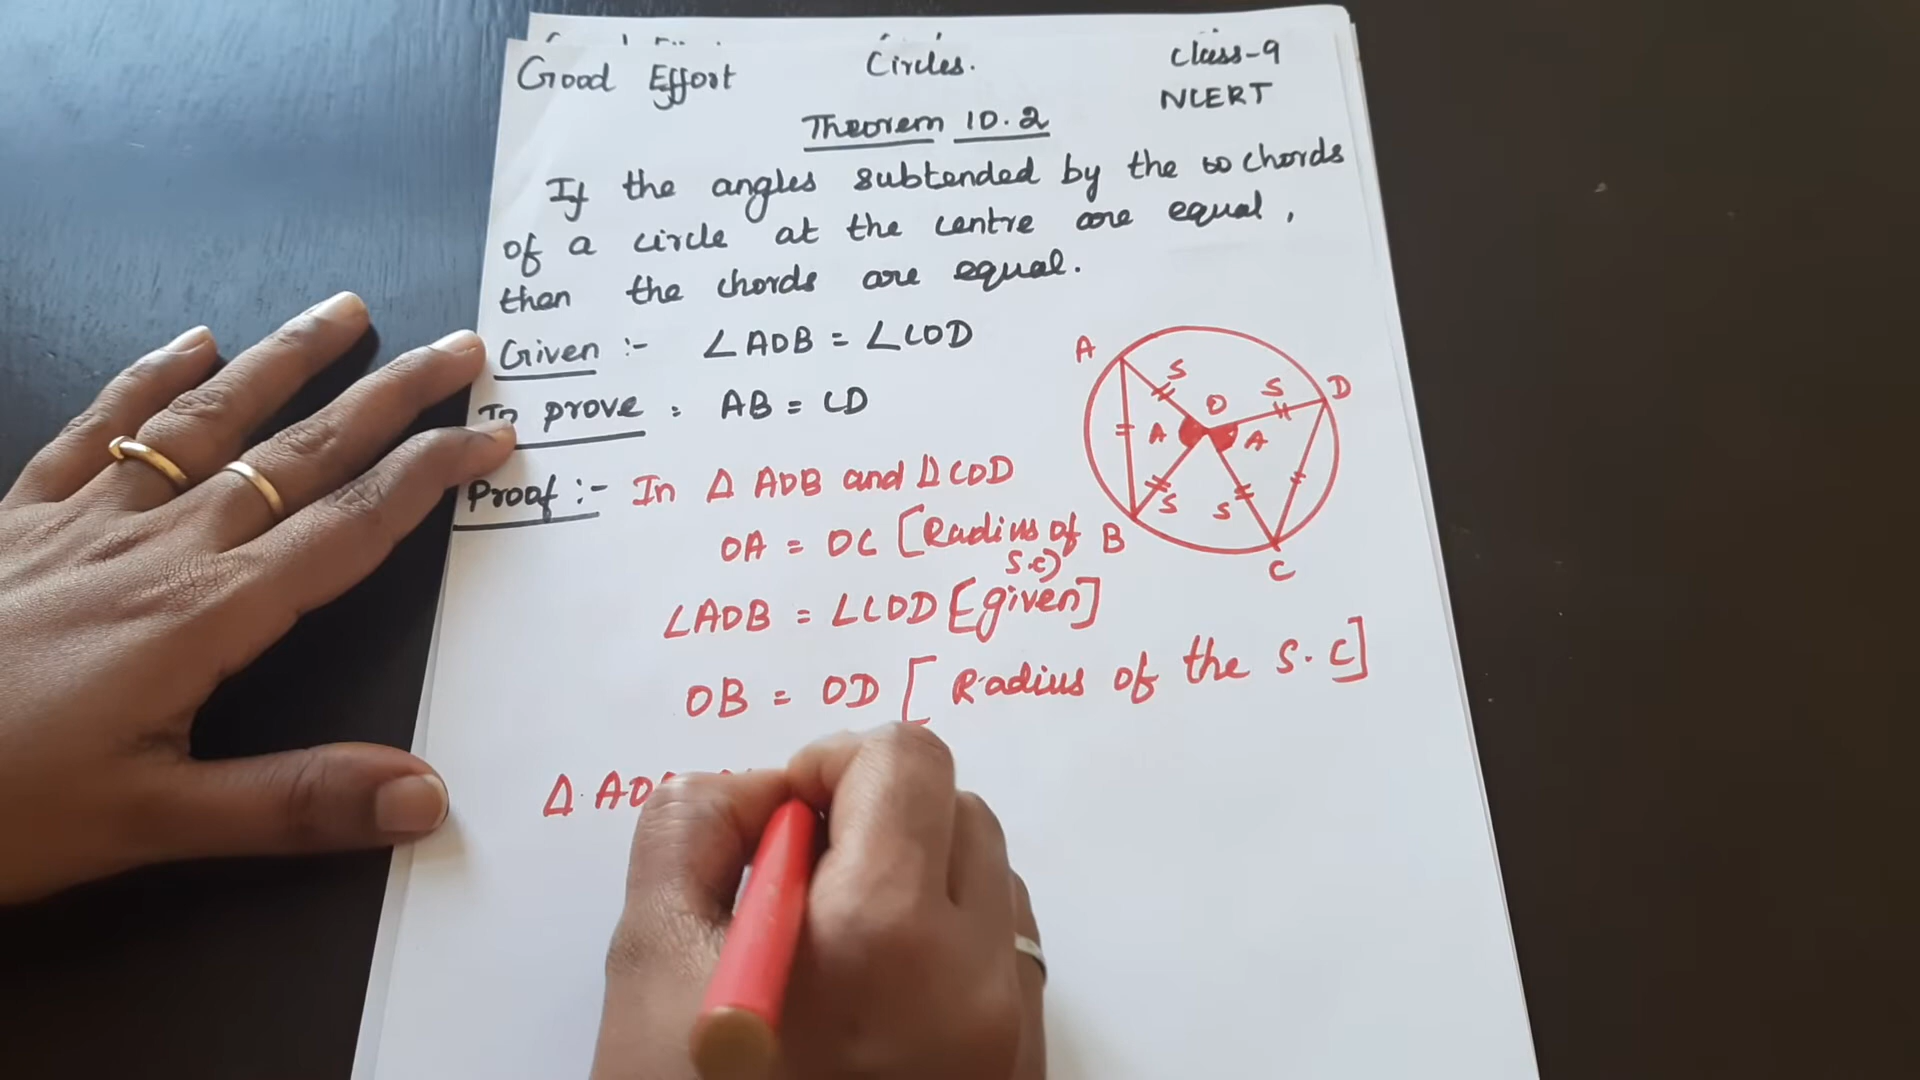 Good Effort Circles. Class-9
NCERT
Theorem 10.2
If the angles subtended by the chords
of a circle at the centre are equal,
then the chords are equal.
Given :- ∠AOB = ∠COD
To prove : AB = CD
Proof :- In Δ AOB and Δ COD
OA = OC [Radius of
S.C)
∠AOB = ∠COD [given]
OB = OD [Radius of the S.C]
Δ AO
A
S
S
D
O
A
A
S
S
B
C